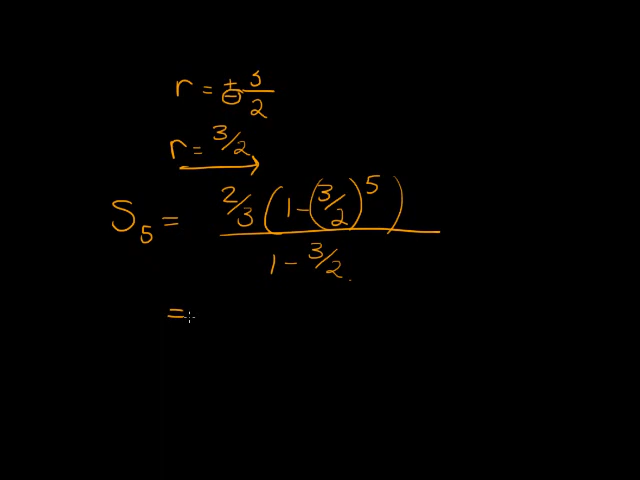 r = ± 3/2
r = 3/2
S₅ = 2/3 (1 - (3/2)⁵) / 1 - 3/2
=